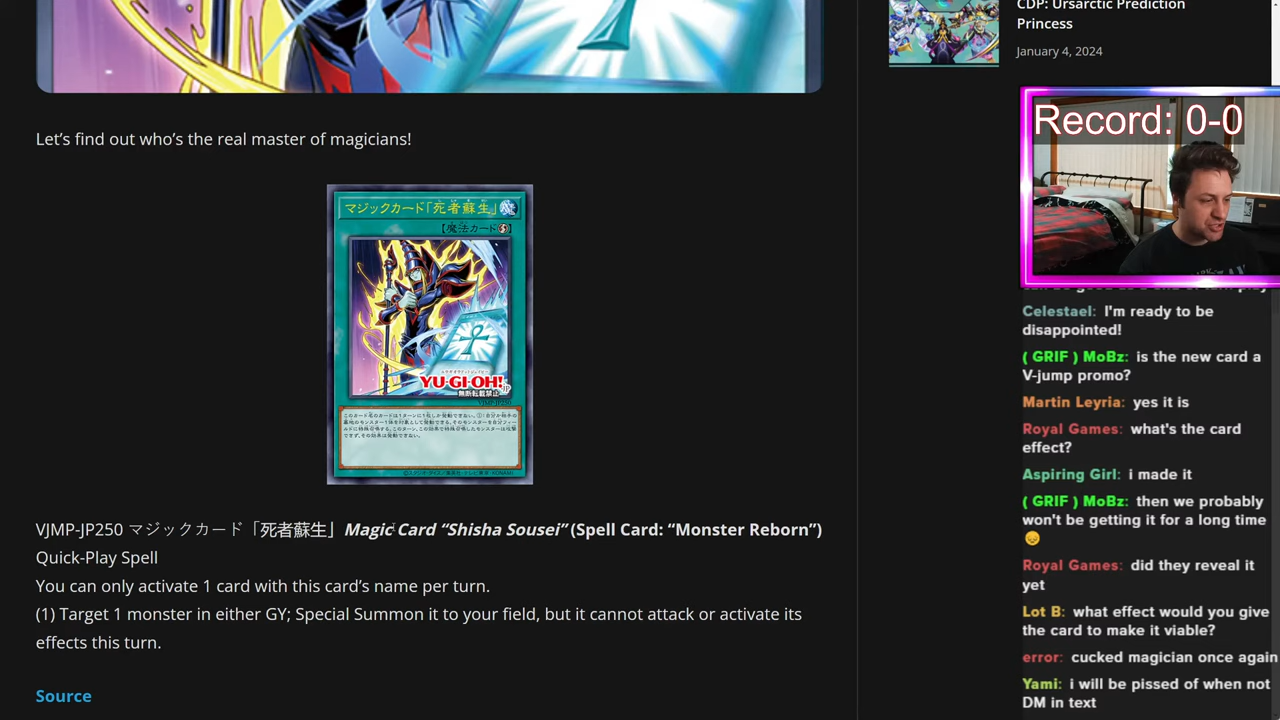 CDP: Ursarctic Prediction
Princess
January 4, 2024
Record: 0-0
Let’s find out who’s the real master of magicians!
マジックカード「死者蘇生」
【魔法カード】
YU-GI-OH!.jp
無断転載禁止
VJMP-JP250 マジックカード「死者蘇生」Magic Card “Shisha Sousei” (Spell Card: “Monster Reborn”)
Quick-Play Spell
You can only activate 1 card with this card’s name per turn.
(1) Target 1 monster in either GY; Special Summon it to your field, but it cannot attack or activate its
effects this turn.
Source
Celestael: I'm ready to be
disappointed!
( GRIF ) MoBz: is the new card a
V-jump promo?
Martin Leyria: yes it is
Royal Games: what's the card
effect?
Aspiring Girl: i made it
( GRIF ) MoBz: then we probably
won't be getting it for a long time
Royal Games: did they reveal it
yet
Lot B: what effect would you give
the card to make it viable?
error: cucked magician once again
Yami: i will be pissed of when not
DM in text